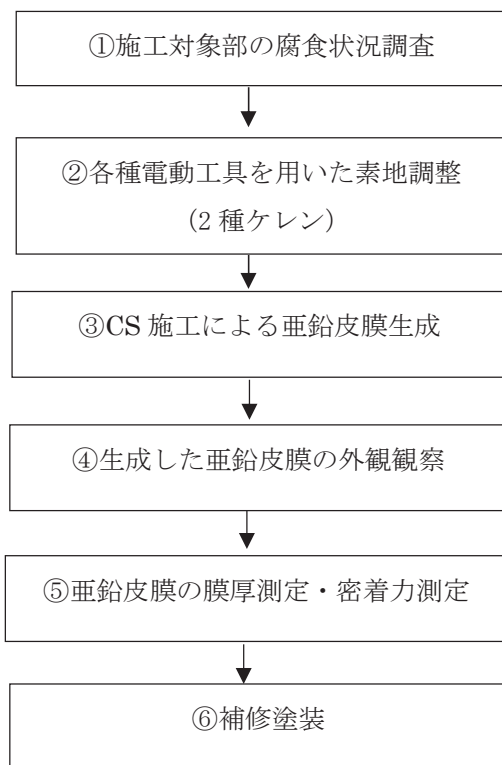 ①施工対象部の腐食状況調査
②各種電動工具を用いた素地調整
（2 種ケレン）
③CS 施工による亜鉛皮膜生成
④生成した亜鉛皮膜の外観観察
⑤亜鉛皮膜の膜厚測定・密着力測定
⑥補修塗装